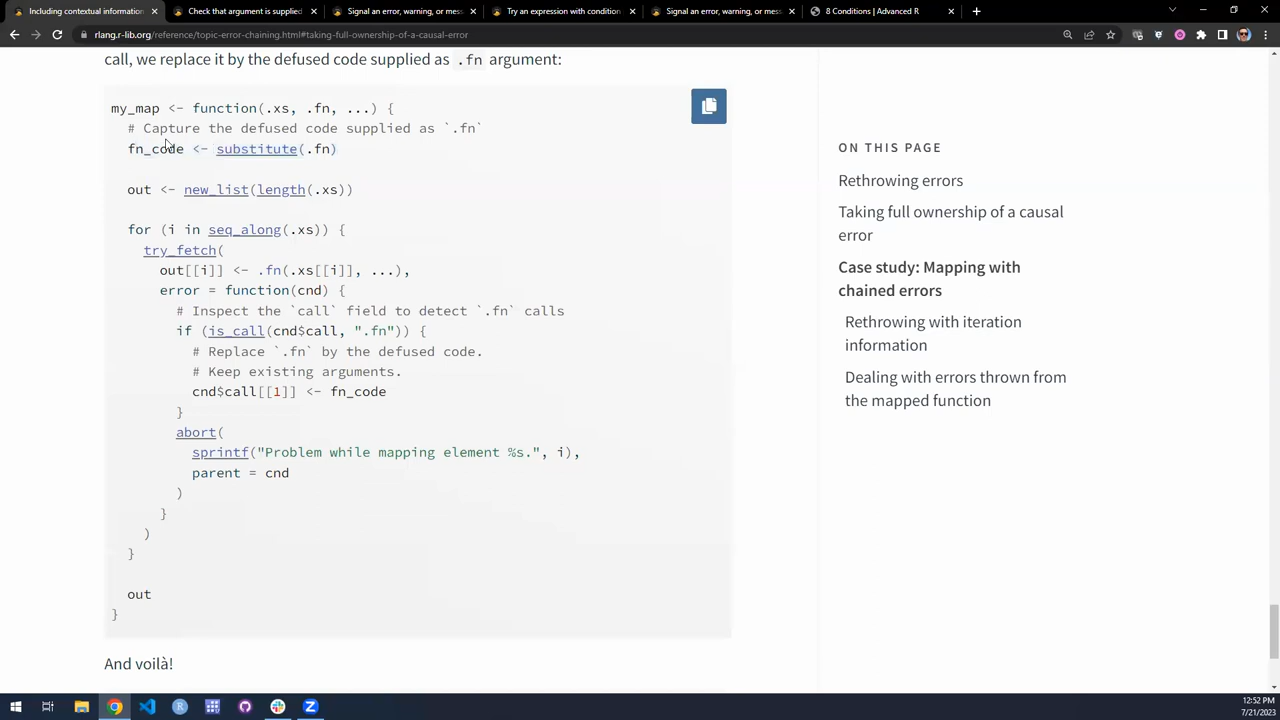 Including contextual information
Check that argument is supplied
Signal an error, warning, or mess
Try an expression with condition
Signal an error, warning, or mess
8 Conditions | Advanced R
rlang.r-lib.org/reference/topic-error-chaining.html#taking-full-ownership-of-a-causal-error
call, we replace it by the defused code supplied as .fn argument:
my_map <- function(.xs, .fn, ...) {
# Capture the defused code supplied as `.fn`
fn_code <- substitute(.fn)
out <- new_list(length(.xs))
for (i in seq_along(.xs)) {
try_fetch(
out[[i]] <- .fn(.xs[[i]], ...),
error = function(cnd) {
# Inspect the `call` field to detect `.fn` calls
if (is_call(cnd$call, ".fn")) {
# Replace `.fn` by the defused code.
# Keep existing arguments.
cnd$call[[1]] <- fn_code
}
abort(
sprintf("Problem while mapping element %s.", i),
parent = cnd
)
}
)
}
out
}
And voilà!
ON THIS PAGE
Rethrowing errors
Taking full ownership of a causal
error
Case study: Mapping with
chained errors
Rethrowing with iteration
information
Dealing with errors thrown from
the mapped function
12:52 PM
7/21/2023